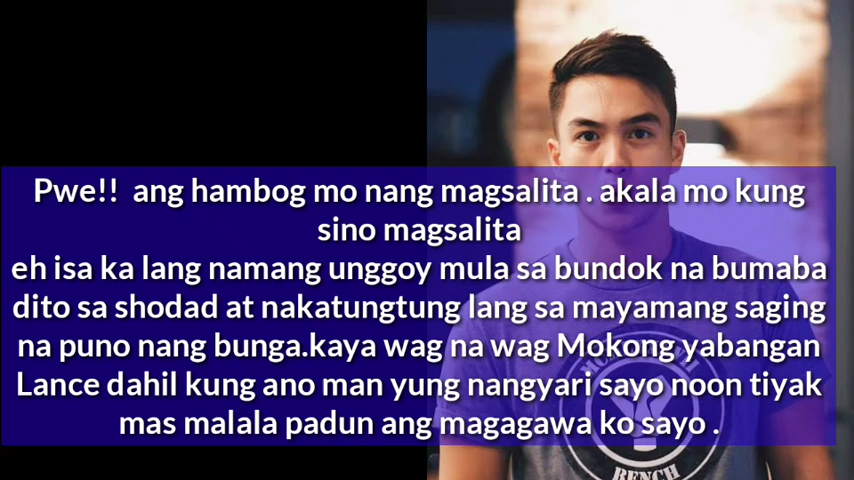 Pwe!! ang hambog mo nang magsalita . akala mo kung
sino magsalita
eh isa ka lang namang unggoy mula sa bundok na bumaba
dito sa shodad at nakatungtung lang sa mayamang saging
na puno nang bunga.kaya wag na wag Mokong yabangan
Lance dahil kung ano man yung nangyari sayo noon tiyak
mas malala padun ang magagawa ko sayo .
BENCH